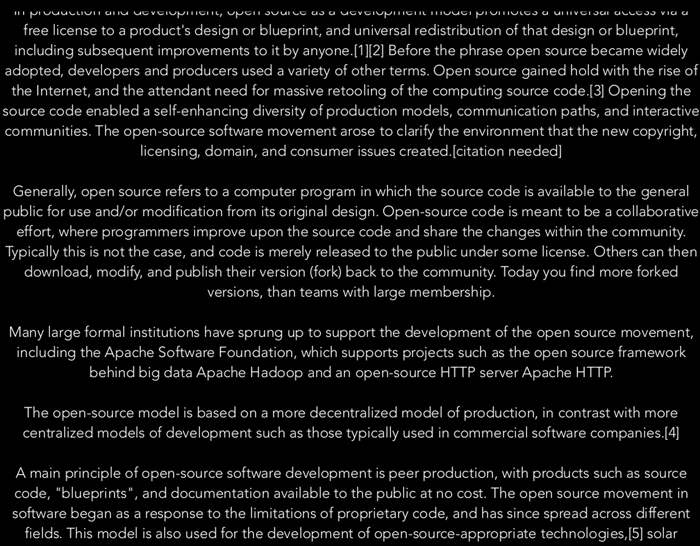 in production and development, open source as a development model promotes a universal access via a
free license to a product's design or blueprint, and universal redistribution of that design or blueprint,
including subsequent improvements to it by anyone.[1][2] Before the phrase open source became widely
adopted, developers and producers used a variety of other terms. Open source gained hold with the rise of
the Internet, and the attendant need for massive retooling of the computing source code.[3] Opening the
source code enabled a self-enhancing diversity of production models, communication paths, and interactive
communities. The open-source software movement arose to clarify the environment that the new copyright,
licensing, domain, and consumer issues created.[citation needed]

Generally, open source refers to a computer program in which the source code is available to the general
public for use and/or modification from its original design. Open-source code is meant to be a collaborative
effort, where programmers improve upon the source code and share the changes within the community.
Typically this is not the case, and code is merely released to the public under some license. Others can then
download, modify, and publish their version (fork) back to the community. Today you find more forked
versions, than teams with large membership.

Many large formal institutions have sprung up to support the development of the open source movement,
including the Apache Software Foundation, which supports projects such as the open source framework
behind big data Apache Hadoop and an open-source HTTP server Apache HTTP.

The open-source model is based on a more decentralized model of production, in contrast with more
centralized models of development such as those typically used in commercial software companies.[4]

A main principle of open-source software development is peer production, with products such as source
code, "blueprints", and documentation available to the public at no cost. The open source movement in
software began as a response to the limitations of proprietary code, and has since spread across different
fields. This model is also used for the development of open-source-appropriate technologies,[5] solar